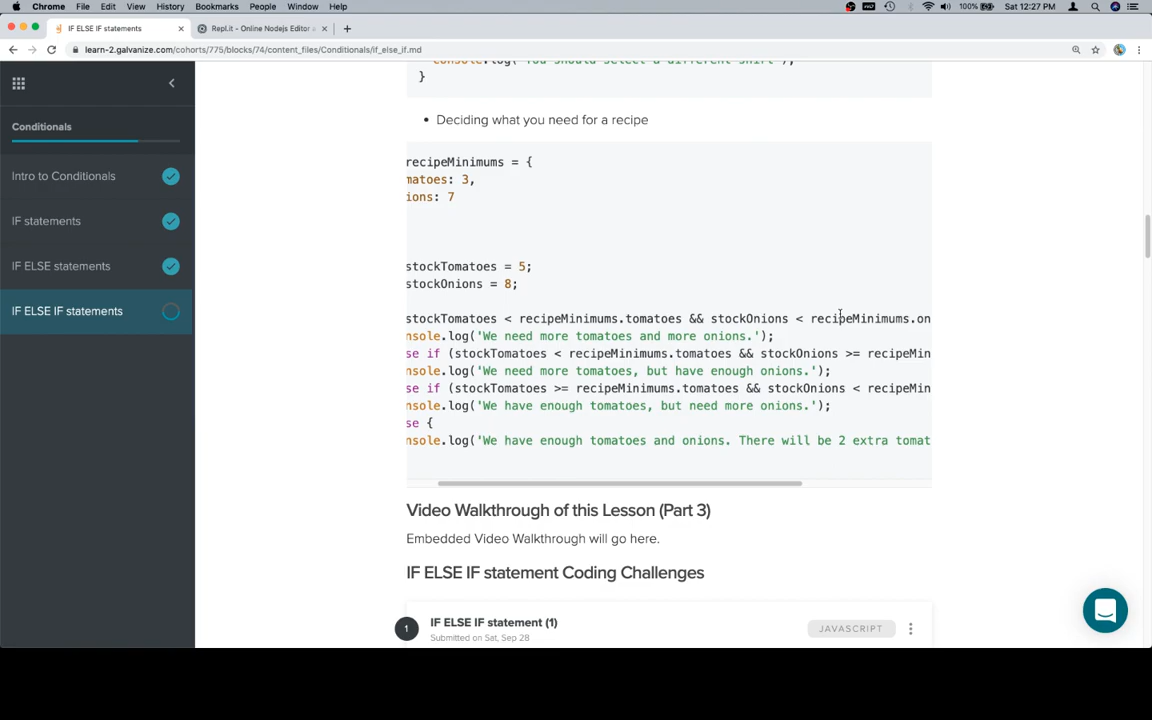 Chrome File Edit View History Bookmarks People Window Help
100% Sat 12:27 PM
IF ELSE IF statements
Repl.it - Online Nodejs Editor
learn-2.galvanize.com/cohorts/775/blocks/74/content_files/Conditionals/if_else_if.md
Conditionals
Intro to Conditionals
IF statements
IF ELSE statements
IF ELSE IF statements
console.log('You should select a different shirt');
}
• Deciding what you need for a recipe
recipeMinimums = {
matoes: 3,
ions: 7
stockTomatoes = 5;
stockOnions = 8;
stockTomatoes < recipeMinimums.tomatoes && stockOnions < recipeMinimums.on
nsole.log('We need more tomatoes and more onions.');
se if (stockTomatoes < recipeMinimums.tomatoes && stockOnions >= recipeMin
nsole.log('We need more tomatoes, but have enough onions.');
se if (stockTomatoes >= recipeMinimums.tomatoes && stockOnions < recipeMin
nsole.log('We have enough tomatoes, but need more onions.');
se {
nsole.log('We have enough tomatoes and onions. There will be 2 extra tomat
Video Walkthrough of this Lesson (Part 3)
Embedded Video Walkthrough will go here.
IF ELSE IF statement Coding Challenges
1 IF ELSE IF statement (1) JAVASCRIPT
Submitted on Sat, Sep 28